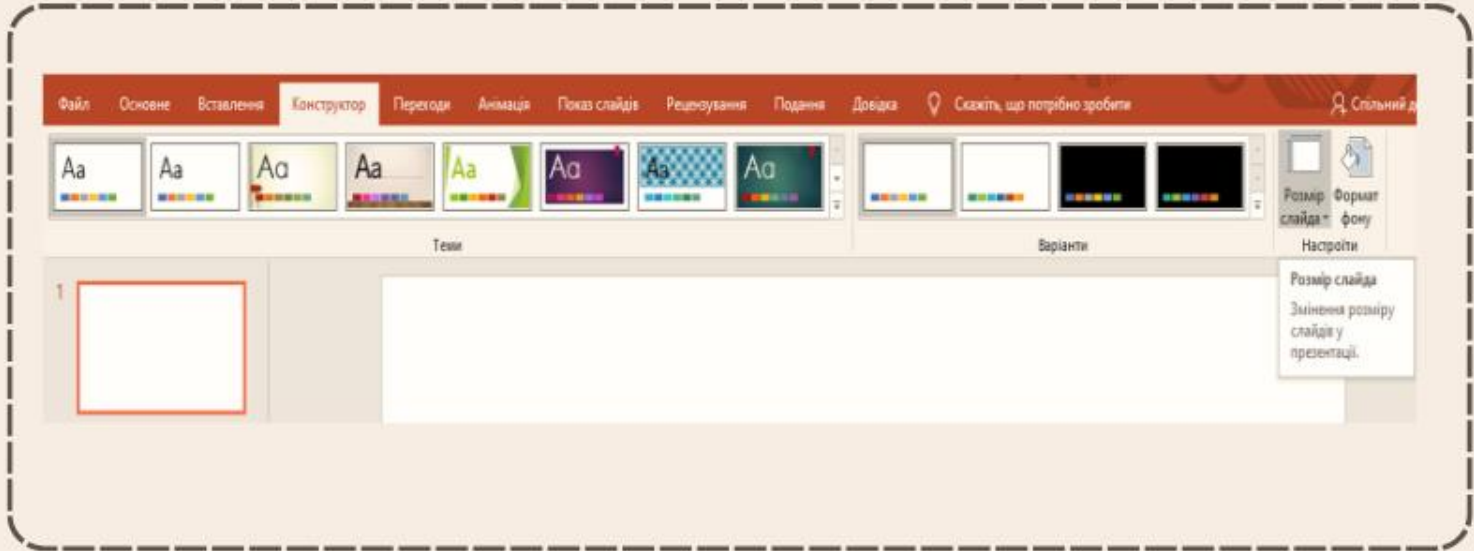 Файл Основне Вставлення Конструктор Переходи Анімація Показ слайдів Рецензування Подання Довідка Скажіть, що потрібно зробити Спільний д
Aa Aa Aa Aa Aa Aa Aa Aa
Розмір слайда
Формат фону
Теми Варіанти Настроїти
1
Розмір слайда
Змінення розміру
слайдів у
презентації.